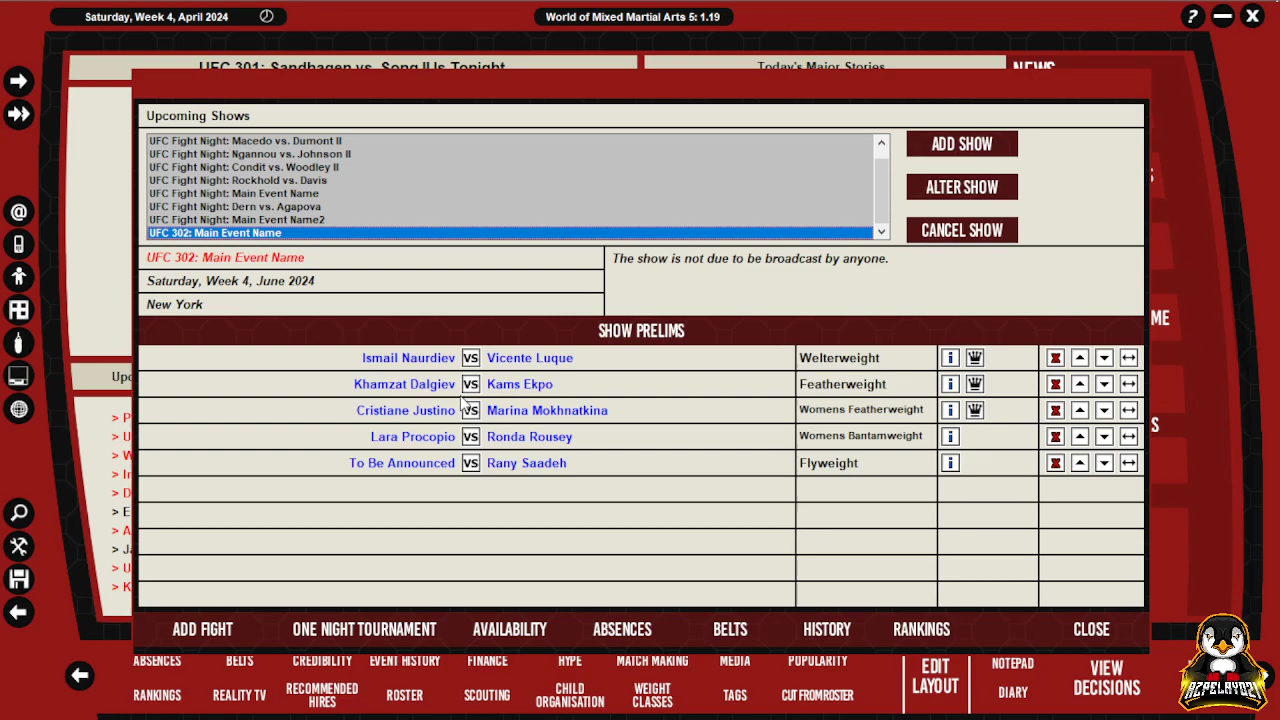 Saturday, Week 4, April 2024
World of Mixed Martial Arts 5: 1.19
Today's Major Stories
NEWS
Upcoming Shows
UFC Fight Night: Macedo vs. Dumont II
UFC Fight Night: Ngannou vs. Johnson II
UFC Fight Night: Condit vs. Woodley II
UFC Fight Night: Rockhold vs. Davis
UFC Fight Night: Main Event Name
UFC Fight Night: Dern vs. Agapova
UFC Fight Night: Main Event Name2
UFC 302: Main Event Name
ADD SHOW
ALTER SHOW
CANCEL SHOW
UFC 302: Main Event Name
The show is not due to be broadcast by anyone.
Saturday, Week 4, June 2024
New York
SHOW PRELIMS
Ismail Naurdiev VS Vicente Luque Welterweight
Khamzat Dalgiev VS Kams Ekpo Featherweight
Cristiane Justino VS Marina Mokhnatkina Womens Featherweight
Lara Procopio VS Ronda Rousey Womens Bantamweight
To Be Announced VS Rany Saadeh Flyweight
ADD FIGHT ONE NIGHT TOURNAMENT AVAILABILITY ABSENCES BELTS HISTORY RANKINGS CLOSE
ABSENCES BELTS CREDIBILITY EVENT HISTORY FINANCE HYPE MATCH MAKING MEDIA POPULARITY
RANKINGS REALITY TV RECOMMENDED HIRES ROSTER SCOUTING CHILD ORGANISATION WEIGHT CLASSES TAGS CUT FROM ROSTER
EDIT LAYOUT
NOTEPAD
DIARY
VIEW DECISIONS
ACPELAYO21